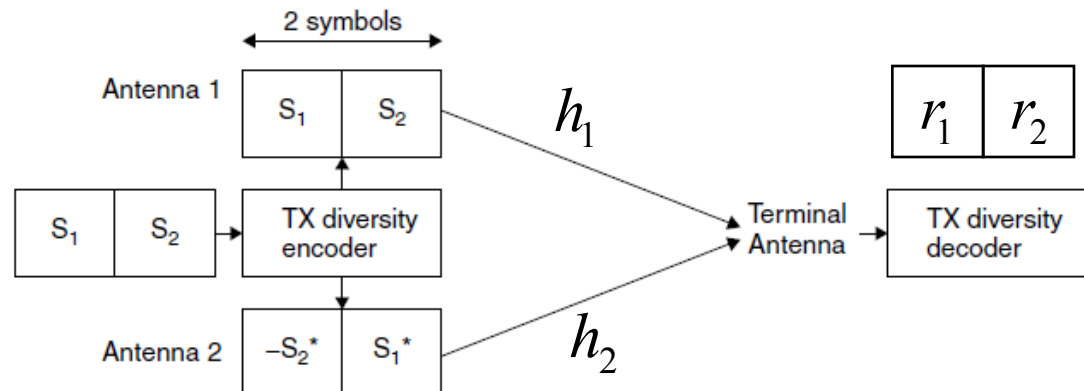 2 symbols
Antenna 1
S₁ S₂
h₁
r₁ r₂
S₁ S₂
TX diversity
encoder
Terminal
Antenna
TX diversity
decoder
Antenna 2
–S₂* S₁*
h₂